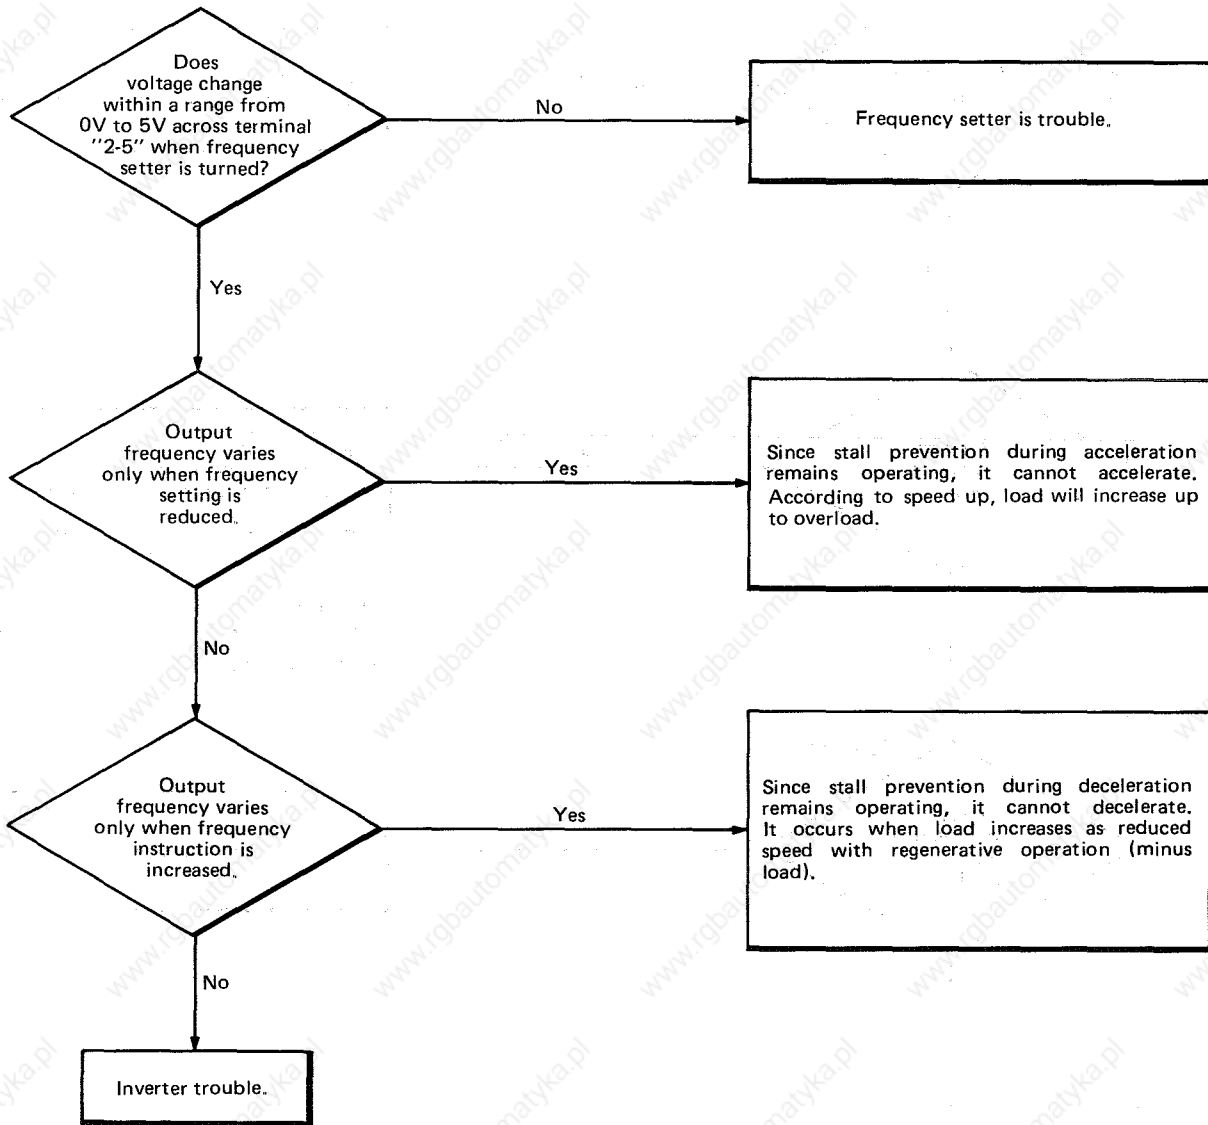 Does
voltage change
within a range from
0V to 5V across terminal
"2-5" when frequency
setter is turned?
No
Frequency setter is trouble.
Yes
Output
frequency varies
only when frequency
setting is
reduced.
Yes
Since stall prevention during acceleration
remains operating, it cannot accelerate.
According to speed up, load will increase up
to overload.
No
Output
frequency varies
only when frequency
instruction is
increased.
Yes
Since stall prevention during deceleration
remains operating, it cannot decelerate.
It occurs when load increases as reduced
speed with regenerative operation (minus
load).
No
Inverter trouble.
www.rgbautomatyka.pl